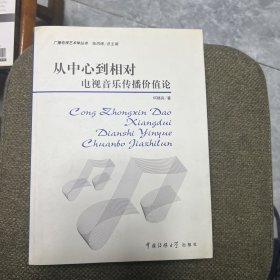 从中心到相对
电视音乐传播价值论
Cong Zhongxin Dao
Xiangdui
Dianshi Yinyue
Chuanbo Jiazhilun
中国传媒大学出版社